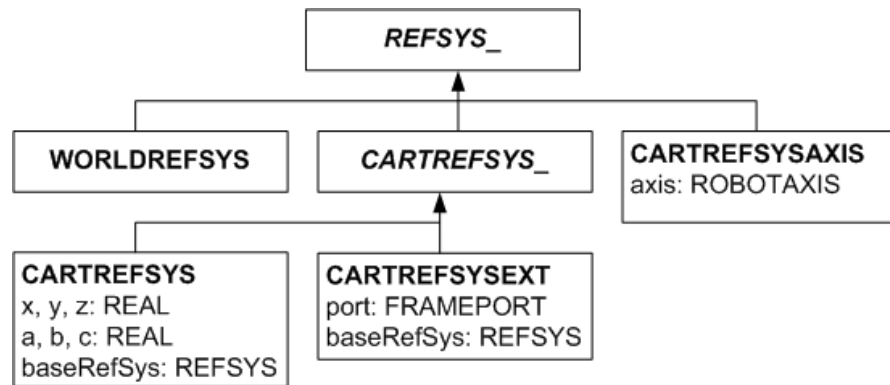 REFSYS_
WORLDREFSYS
CARTREFSYS_
CARTREFSYSAXIS
axis: ROBOTAXIS
CARTREFSYS
x, y, z: REAL
a, b, c: REAL
baseRefSys: REFSYS
CARTREFSYSEXT
port: FRAMEPORT
baseRefSys: REFSYS